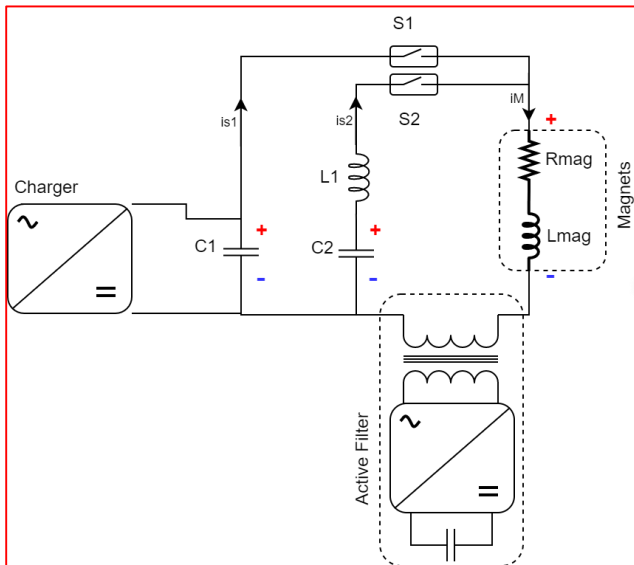 S1
is1
is2
S2
iM
+
Rmag
Lmag
Magnets
-
Charger
L1
C1
+
-
C2
+
-
Active Filter